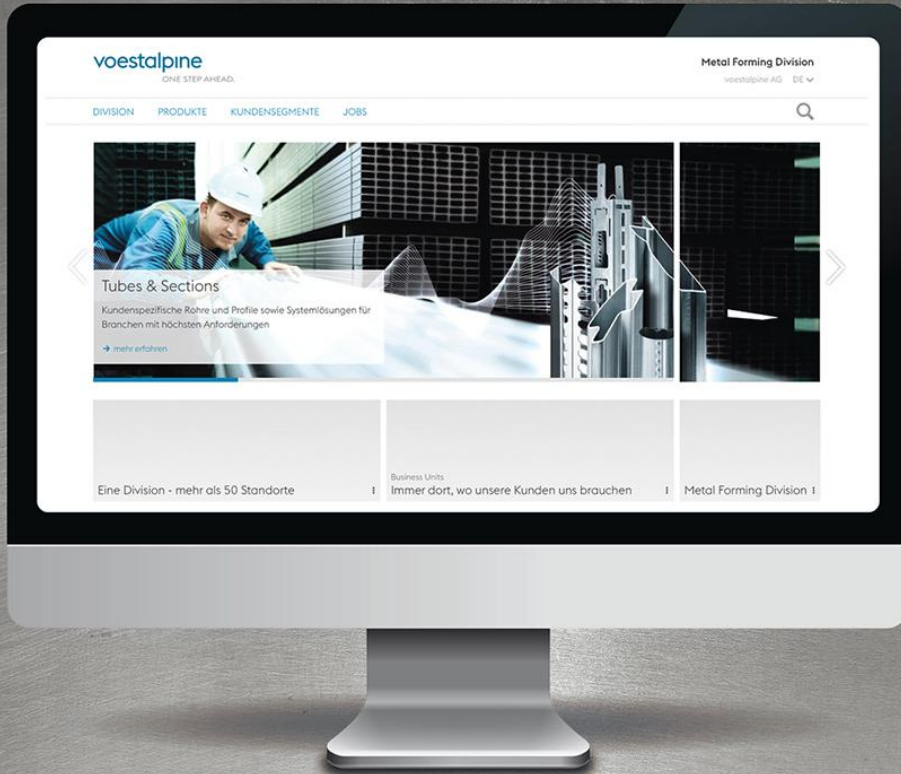 voestalpine
ONE STEP AHEAD.
Metal Forming Division
voestalpine AG DE
DIVISION PRODUKTE KUNDENSEGMENTE JOBS
Tubes & Sections
Kundenspezifische Rohre und Profile sowie Systemlösungen für
Branchen mit höchsten Anforderungen
→ mehr erfahren
Eine Division - mehr als 50 Standorte
Business Units
Immer dort, wo unsere Kunden uns brauchen
Metal Forming Division